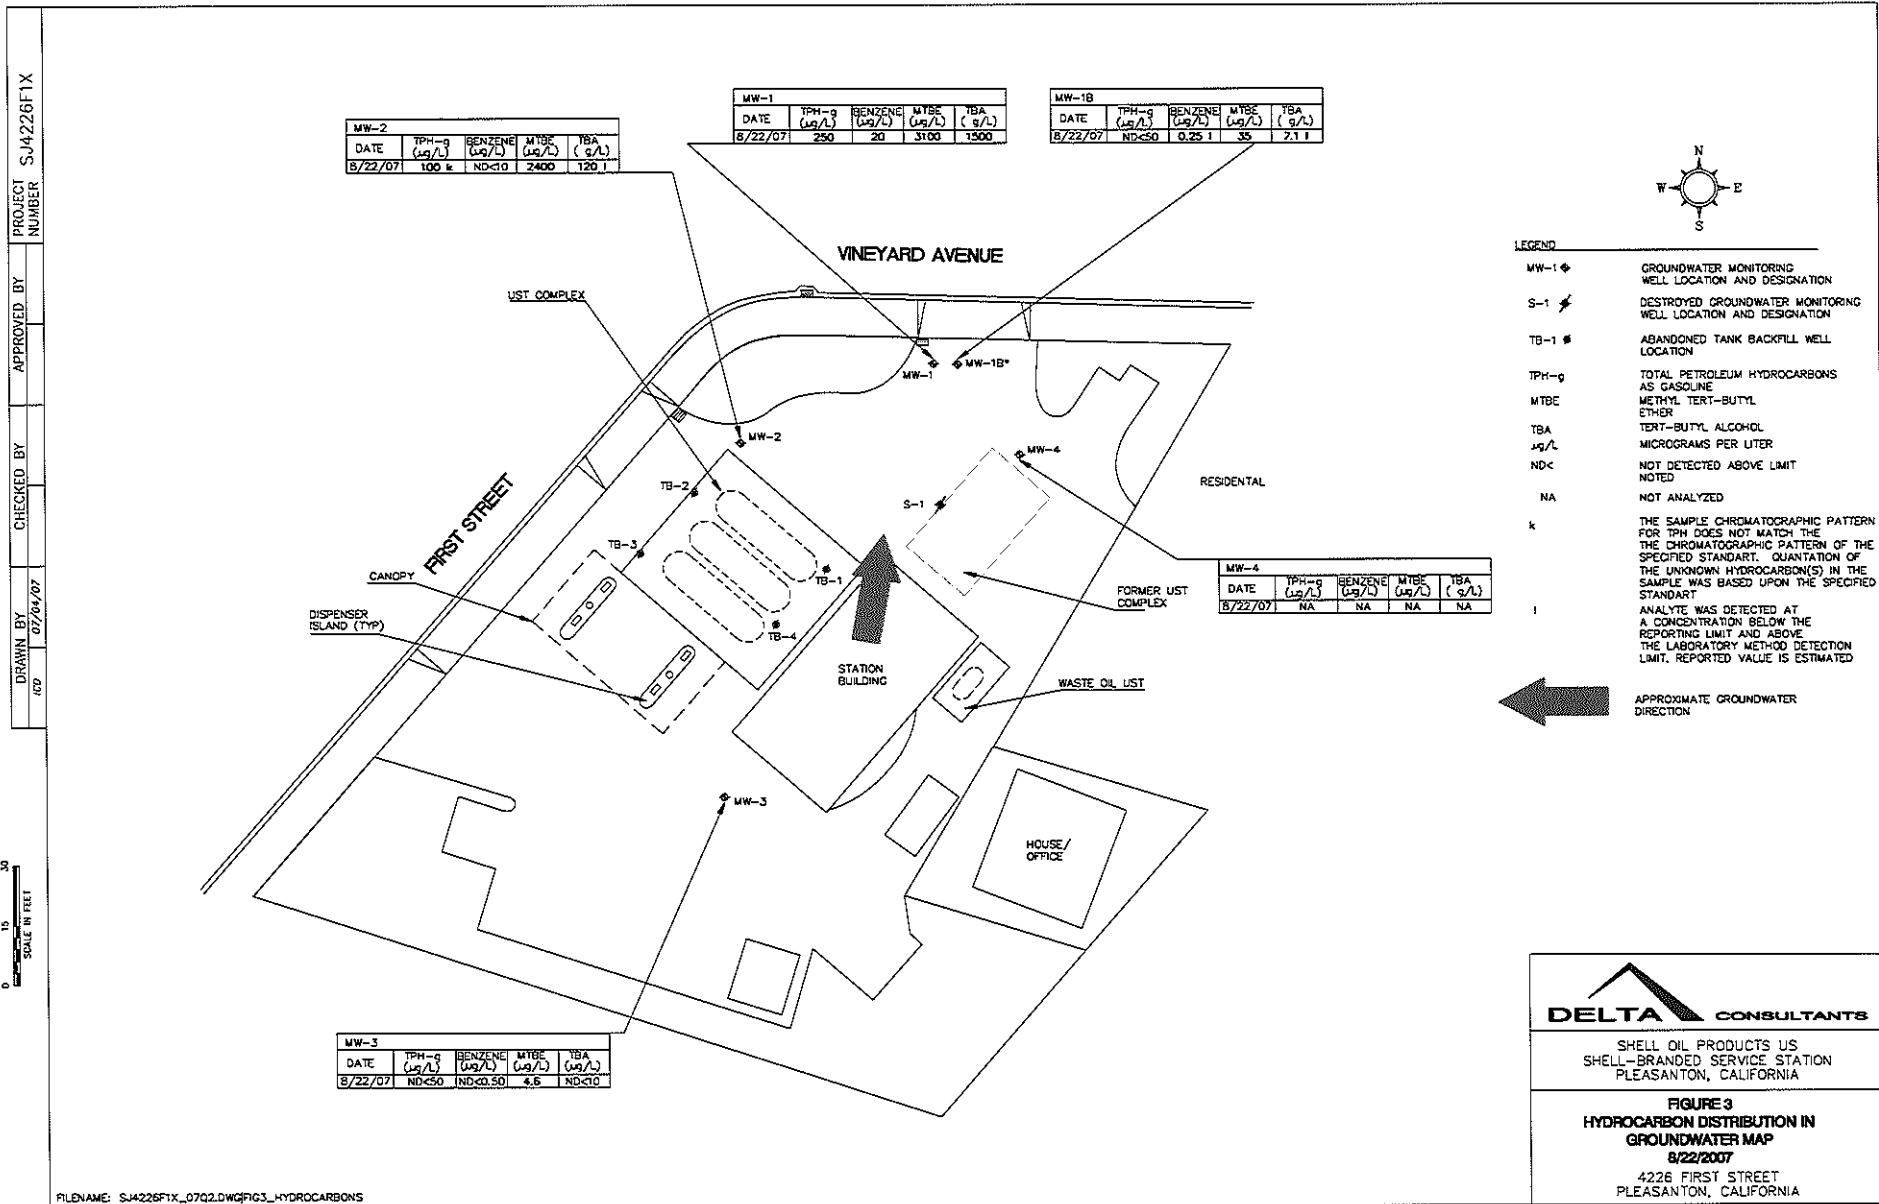 PROJECT NUMBER SJ4226F1X
APPROVED BY
CHECKED BY
DRAWN BY
JCD 07/04/07
0 15 30
SCALE IN FEET
MW-2
DATE TPH-g (µg/L) BENZENE (µg/L) MTBE (µg/L) TBA ( g/L)
8/22/07 100 k ND<10 2400 120 l
MW-1
DATE TPH-g (µg/L) BENZENE (µg/L) MTBE (µg/L) TBA ( g/L)
8/22/07 250 20 3100 1500
MW-1B
DATE TPH-g (µg/L) BENZENE (µg/L) MTBE (µg/L) TBA ( g/L)
8/22/07 ND<50 0.25 l 35 7.1 l
VINEYARD AVENUE
UST COMPLEX
MW-1
MW-1B*
MW-2
MW-4
RESIDENTIAL
TB-2
S-1
FIRST STREET
TB-3
TB-1
CANOPY
DISPENSER
ISLAND (TYP)
TB-4
FORMER UST
COMPLEX
MW-4
DATE TPH-g (µg/L) BENZENE (µg/L) MTBE (µg/L) TBA ( g/L)
8/22/07 NA NA NA NA
STATION
BUILDING
WASTE OIL UST
MW-3
HOUSE/
OFFICE
MW-3
DATE TPH-g (µg/L) BENZENE (µg/L) MTBE (µg/L) TBA (µg/L)
8/22/07 ND<50 ND<0.50 4.6 ND<10
N
W E
S
LEGEND
MW-1 GROUNDWATER MONITORING
WELL LOCATION AND DESIGNATION
S-1 DESTROYED GROUNDWATER MONITORING
WELL LOCATION AND DESIGNATION
TB-1 ABANDONED TANK BACKFILL WELL
LOCATION
TPH-g TOTAL PETROLEUM HYDROCARBONS
AS GASOLINE
MTBE METHYL TERT-BUTYL
ETHER
TBA TERT-BUTYL ALCOHOL
µg/L MICROGRAMS PER LITER
ND< NOT DETECTED ABOVE LIMIT
NOTED
NA NOT ANALYZED
k THE SAMPLE CHROMATOGRAPHIC PATTERN
FOR TPH DOES NOT MATCH THE
THE CHROMATOGRAPHIC PATTERN OF THE
SPECIFIED STANDART. QUANTATION OF
THE UNKNOWN HYDROCARBON(S) IN THE
SAMPLE WAS BASED UPON THE SPECIFIED
STANDART
l ANALYTE WAS DETECTED AT
A CONCENTRATION BELOW THE
REPORTING LIMIT AND ABOVE
THE LABORATORY METHOD DETECTION
LIMIT. REPORTED VALUE IS ESTIMATED
APPROXIMATE GROUNDWATER
DIRECTION
DELTA CONSULTANTS
SHELL OIL PRODUCTS US
SHELL-BRANDED SERVICE STATION
PLEASANTON, CALIFORNIA
FIGURE 3
HYDROCARBON DISTRIBUTION IN
GROUNDWATER MAP
8/22/2007
4226 FIRST STREET
PLEASANTON, CALIFORNIA
FILENAME: SJ4226F1X_07Q2.DWG|FIG3_HYDROCARBONS